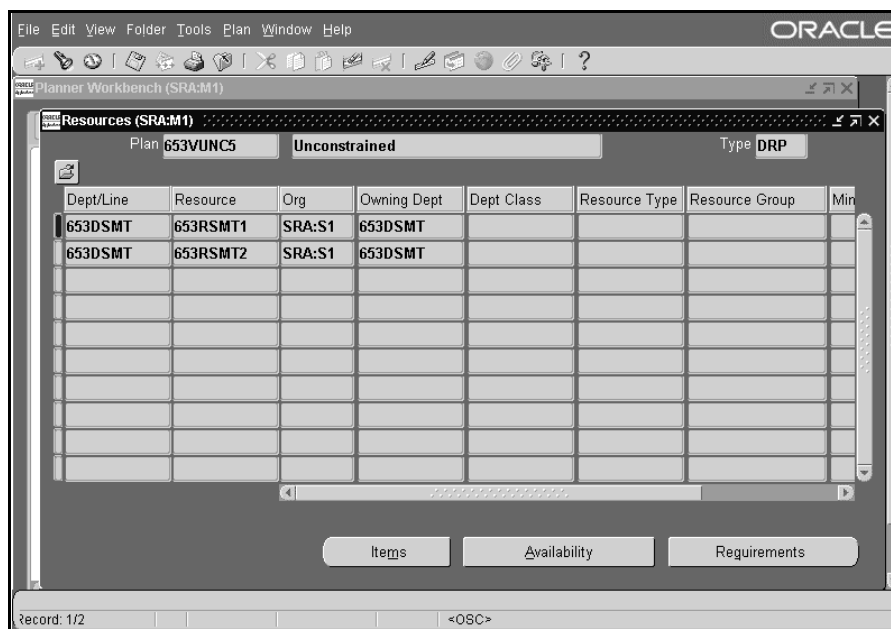 File Edit View Folder Tools Plan Window Help
ORACLE
Planner Workbench (SRA:M1)
Resources (SRA:M1)
Plan 653VUNC5 Unconstrained Type DRP
Dept/Line Resource Org Owning Dept Dept Class Resource Type Resource Group Min
653DSMT 653RSMT1 SRA:S1 653DSMT
653DSMT 653RSMT2 SRA:S1 653DSMT
Items Availability Requirements
Record: 1/2 <OSC>